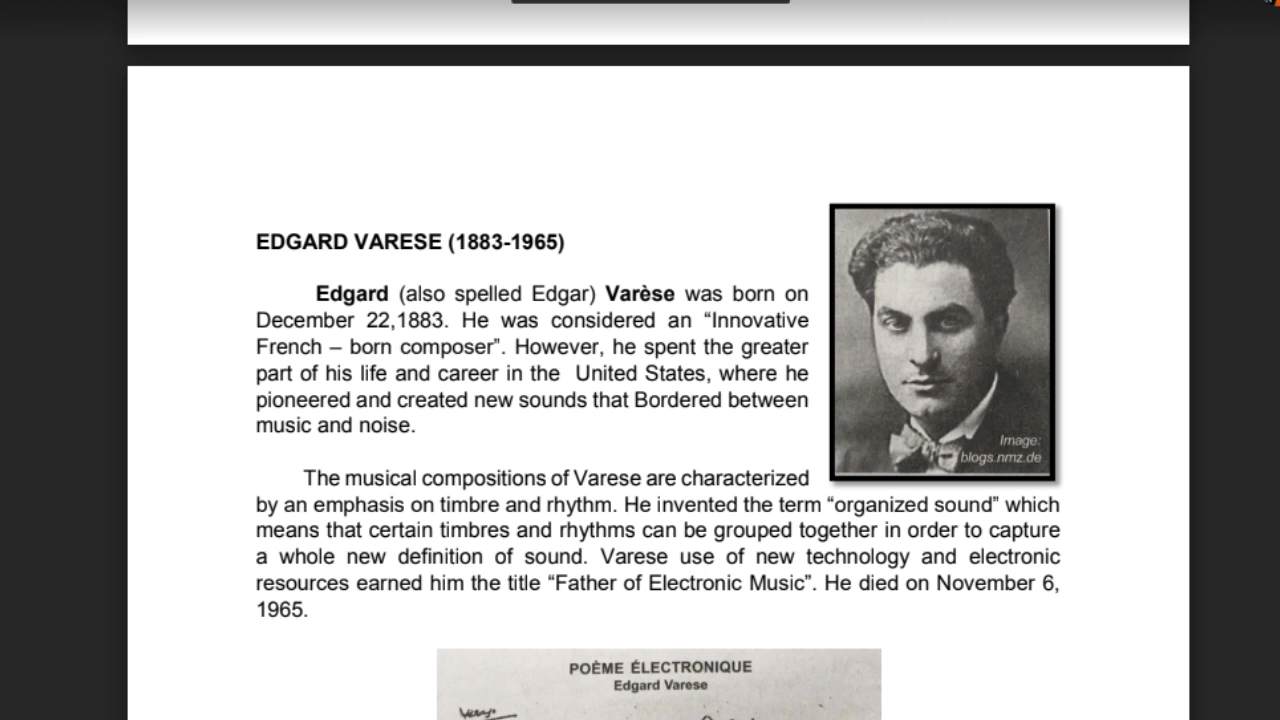 EDGARD VARESE (1883-1965)
Edgard (also spelled Edgar) Varèse was born on
December 22,1883. He was considered an “Innovative
French – born composer”. However, he spent the greater
part of his life and career in the  United States, where he
pioneered and created new sounds that Bordered between
music and noise.
Image:
blogs.nmz.de
The musical compositions of Varese are characterized
by an emphasis on timbre and rhythm. He invented the term “organized sound” which
means that certain timbres and rhythms can be grouped together in order to capture
a whole new definition of sound. Varese use of new technology and electronic
resources earned him the title “Father of Electronic Music”. He died on November 6,
1965.
POÈME ÉLECTRONIQUE
Edgard Varese